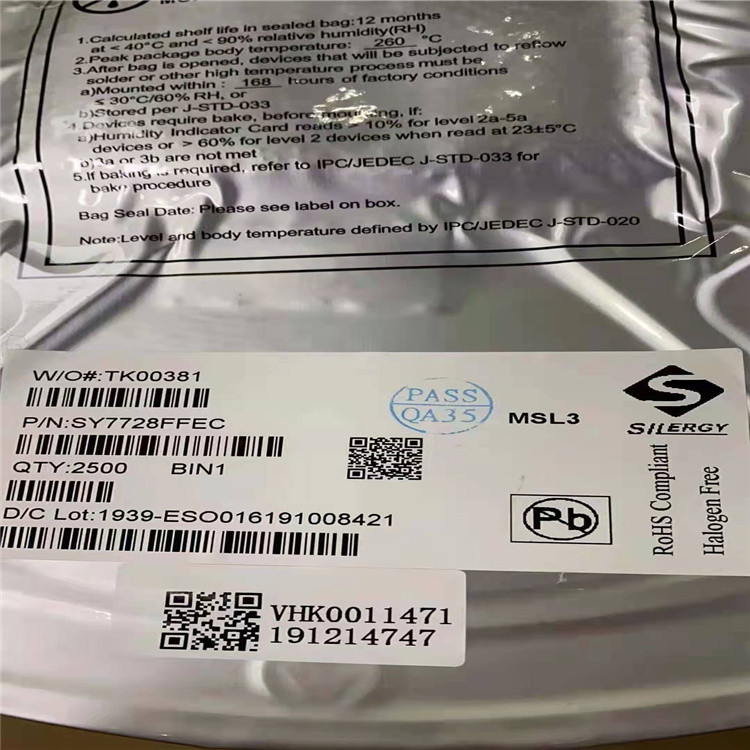 1.Calculated shelf life in sealed bag:12 months
at < 40°C and < 90% relative humidity(RH)
2.Peak package body temperature: 260 °C
3.After bag is opened, devices that will be subjected to reflow
solder or other high temperature process must be
a)Mounted within : 168 hours of factory conditions
≤ 30°C/60% RH, or
b)Stored per J-STD-033
4 Devices require bake, before mounting, if:
a)Humidity Indicator Card reads > 10% for level 2a-5a
devices or > 60% for level 2 devices when read at 23±5°C
b)3a or 3b are not met
5.If baking is required, refer to IPC/JEDEC J-STD-033 for
bake procedure
Bag Seal Date: Please see label on box.
Note:Level and body temperature defined by IPC/JEDEC J-STD-020
W/O#:TK00381
P/N:SY7728FFEC
QTY:2500 BIN1
D/C Lot:1939-ESO016191008421
PASS
QA35
MSL3
SILERGY
Pb
RoHS Compliant
Halogen Free
VHK0011471
191214747